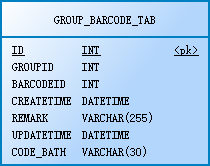 GROUP_BARCODE_TAB
ID INT <pk>
GROUPID INT
BARCODEID INT
CREATETIME DATETIME
REMARK VARCHAR(255)
UPDATETIME DATETIME
CODE_BATH VARCHAR(30)